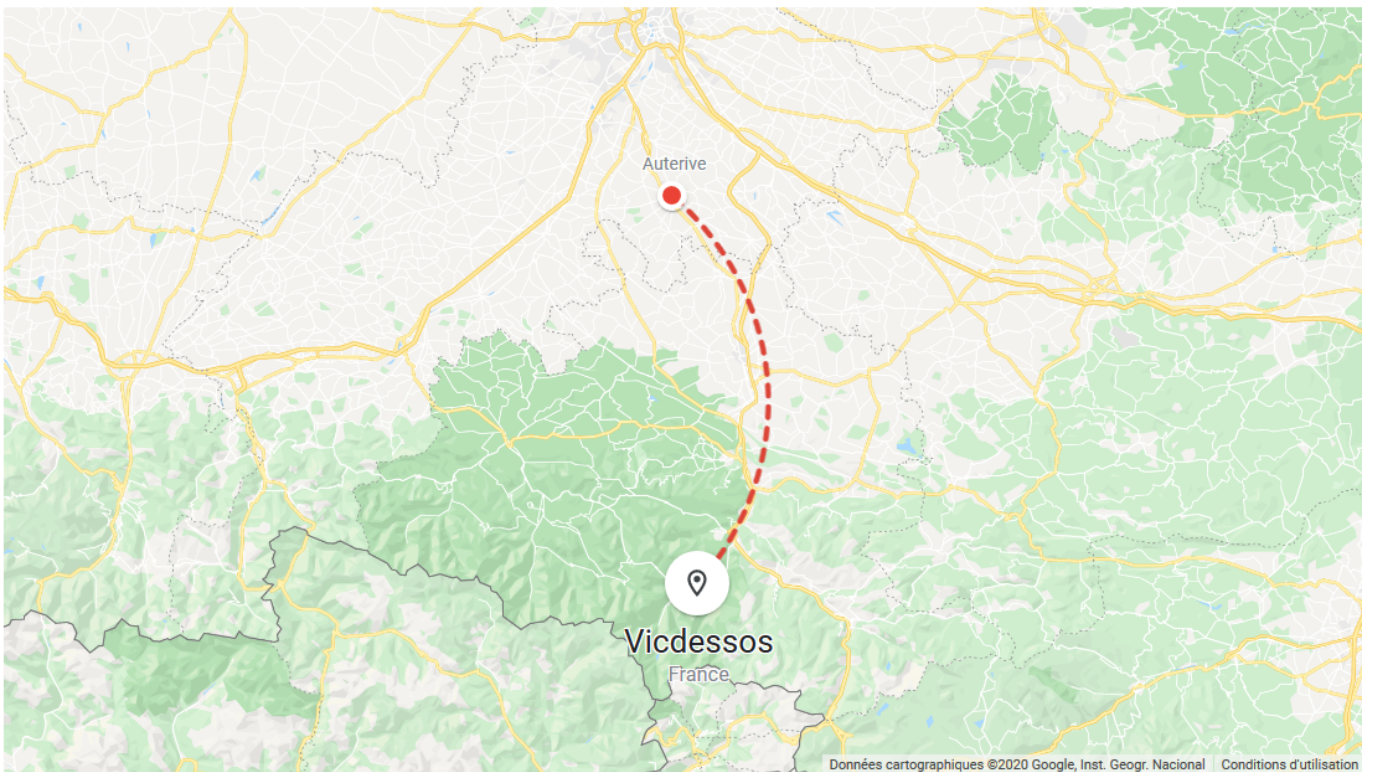 Auterive
Vicdessos
France
Données cartographiques ©2020 Google, Inst. Geogr. Nacional Conditions d'utilisation